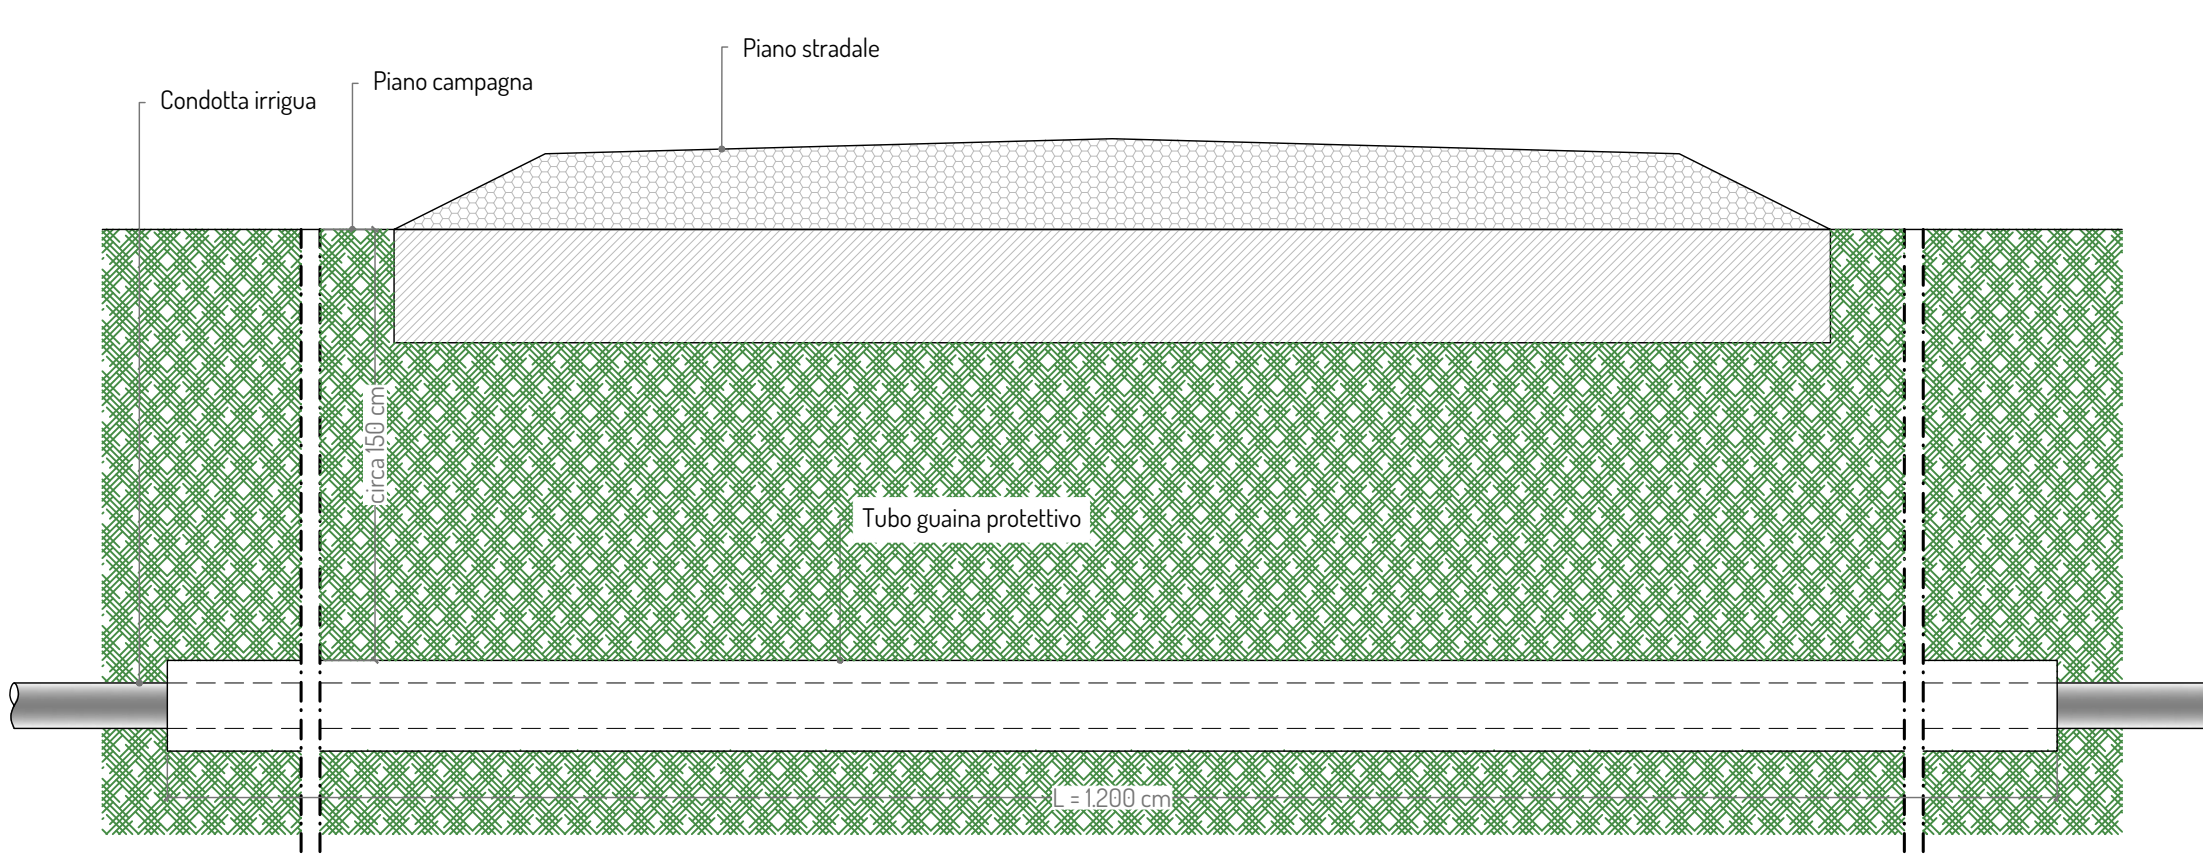 Piano stradale
Piano campagna
Condotta irrigua
circa 150 cm
Tubo guaina protettivo
L = 1.200 cm